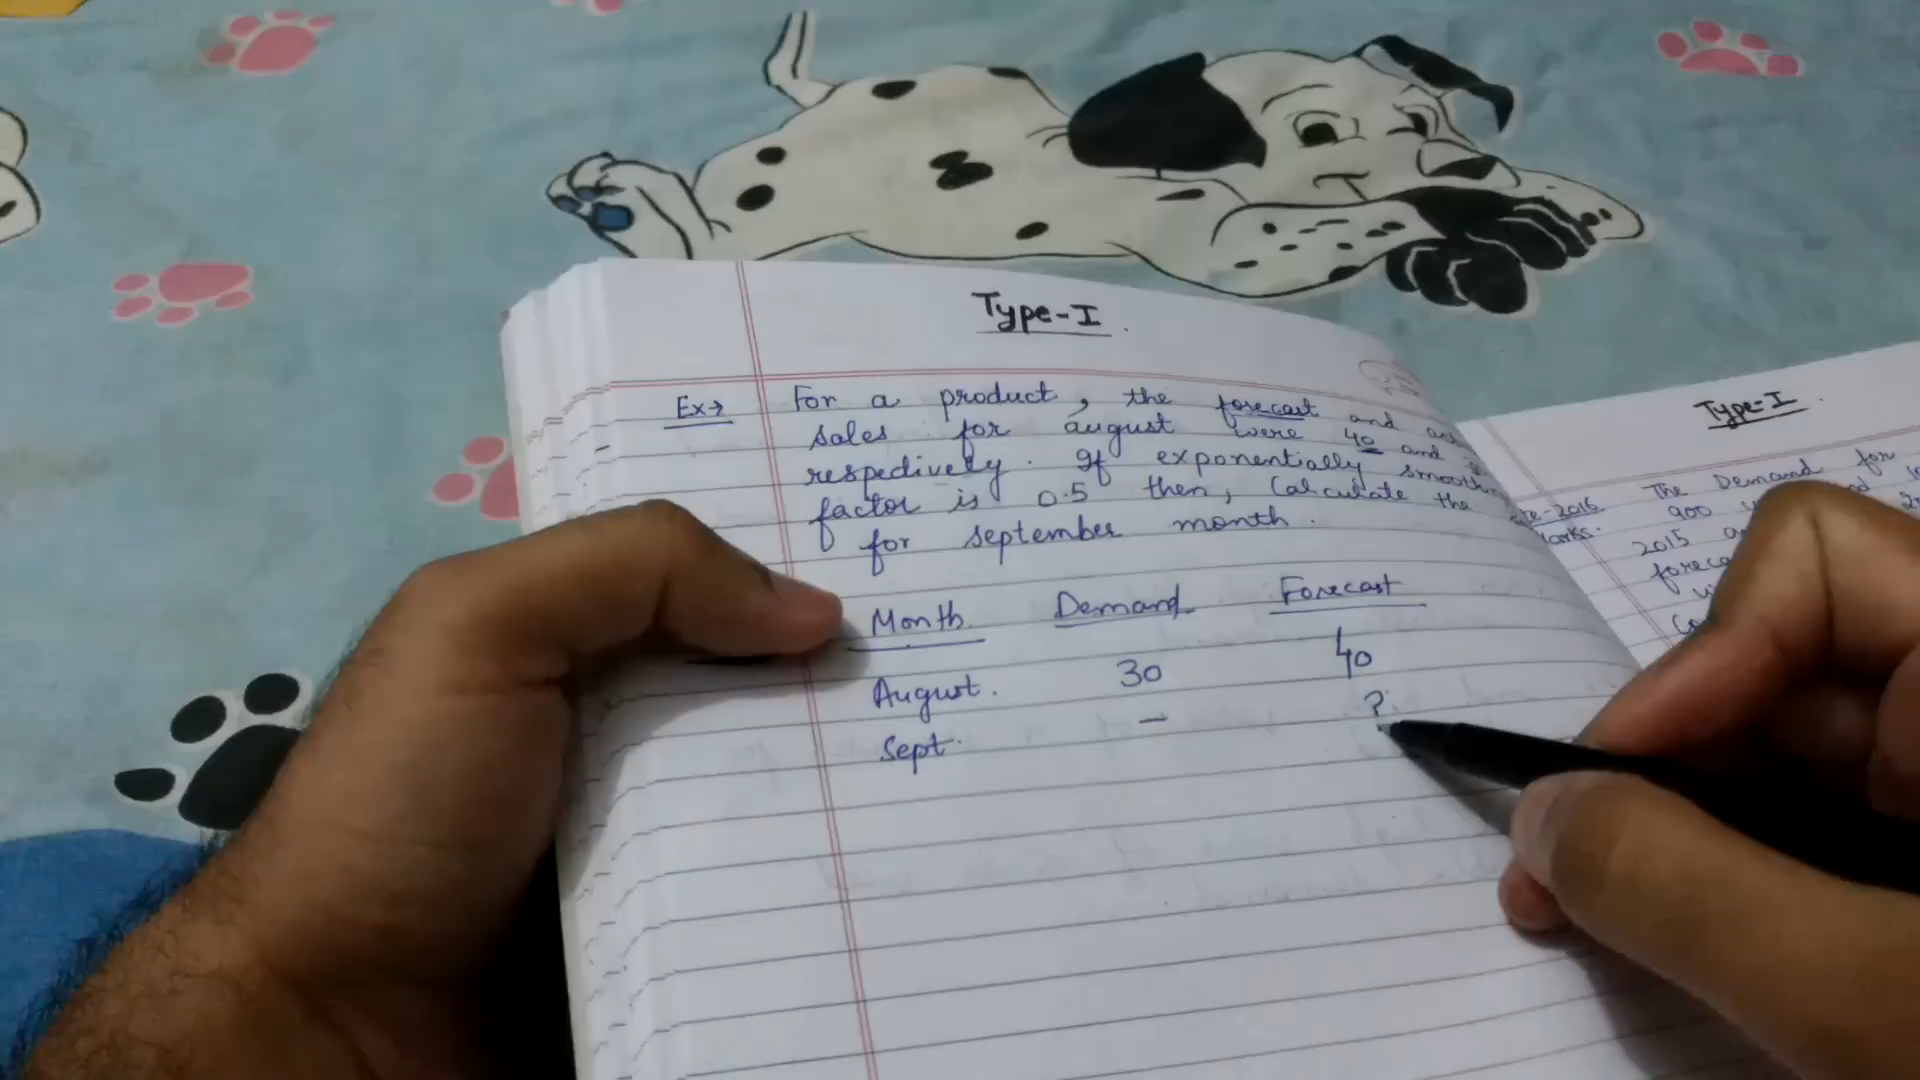 Type-I
Ex→ For a product, the forecast and
sales for august were 40 and
respectively. If exponentially smoothing
factor is 0.5 then, Calculate the
for september month.
Month Demand Forecast
August. 30 40
Sept. — ?
Type-I
The Demand for
-2016 900
2015